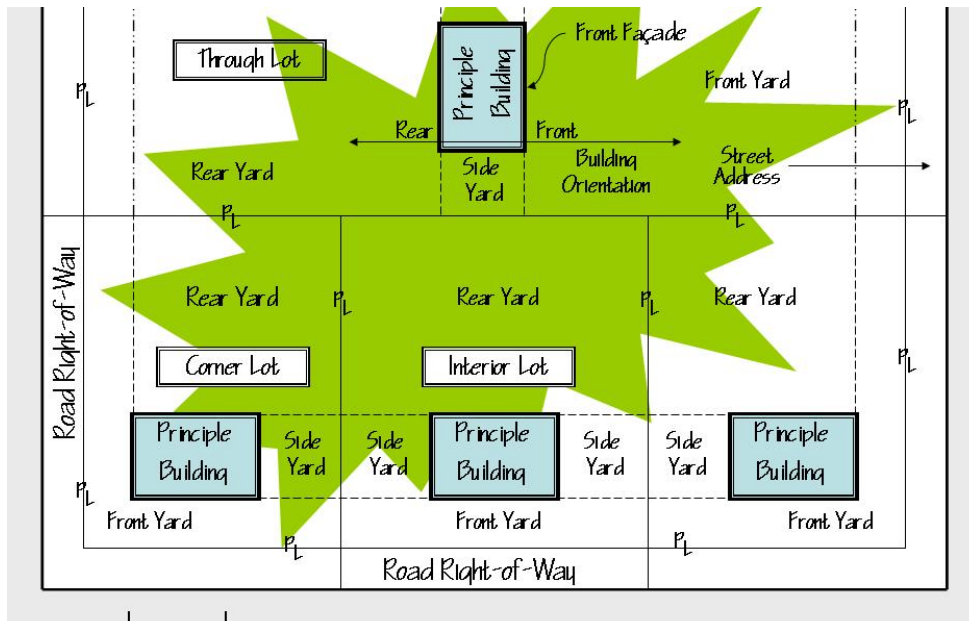 Front Façade
Through Lot
Principle
Building
Front Yard
PL
PL
Rear
Front
Side
Yard
Building
Orientation
Street
Address
Rear Yard
PL
PL
Road Right-of-Way
Rear Yard
PL
Rear Yard
PL
Rear Yard
Corner Lot
Interior Lot
PL
Principle
Building
Side
Yard
Side
Yard
Principle
Building
Side
Yard
Side
Yard
Principle
Building
PL
Front Yard
Front Yard
Front Yard
PL
PL
Road Right-of-Way